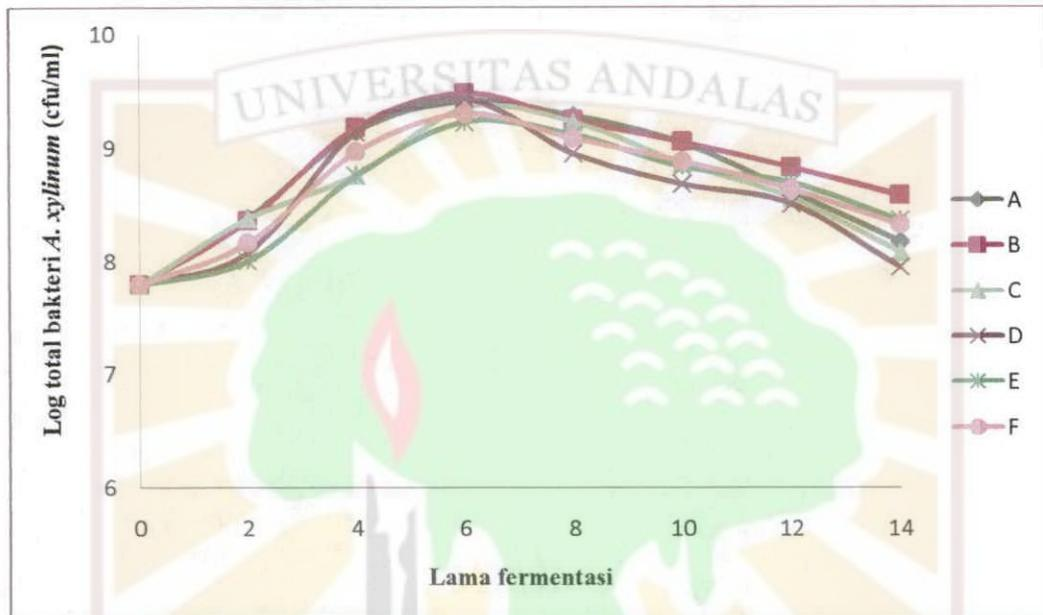 UNIVERSITAS ANDALAS
Log total bakteri A. xylinum (cfu/ml)
10
9
8
7
6
0 2 4 6 8 10 12 14
Lama fermentasi
A
B
C
D
E
F